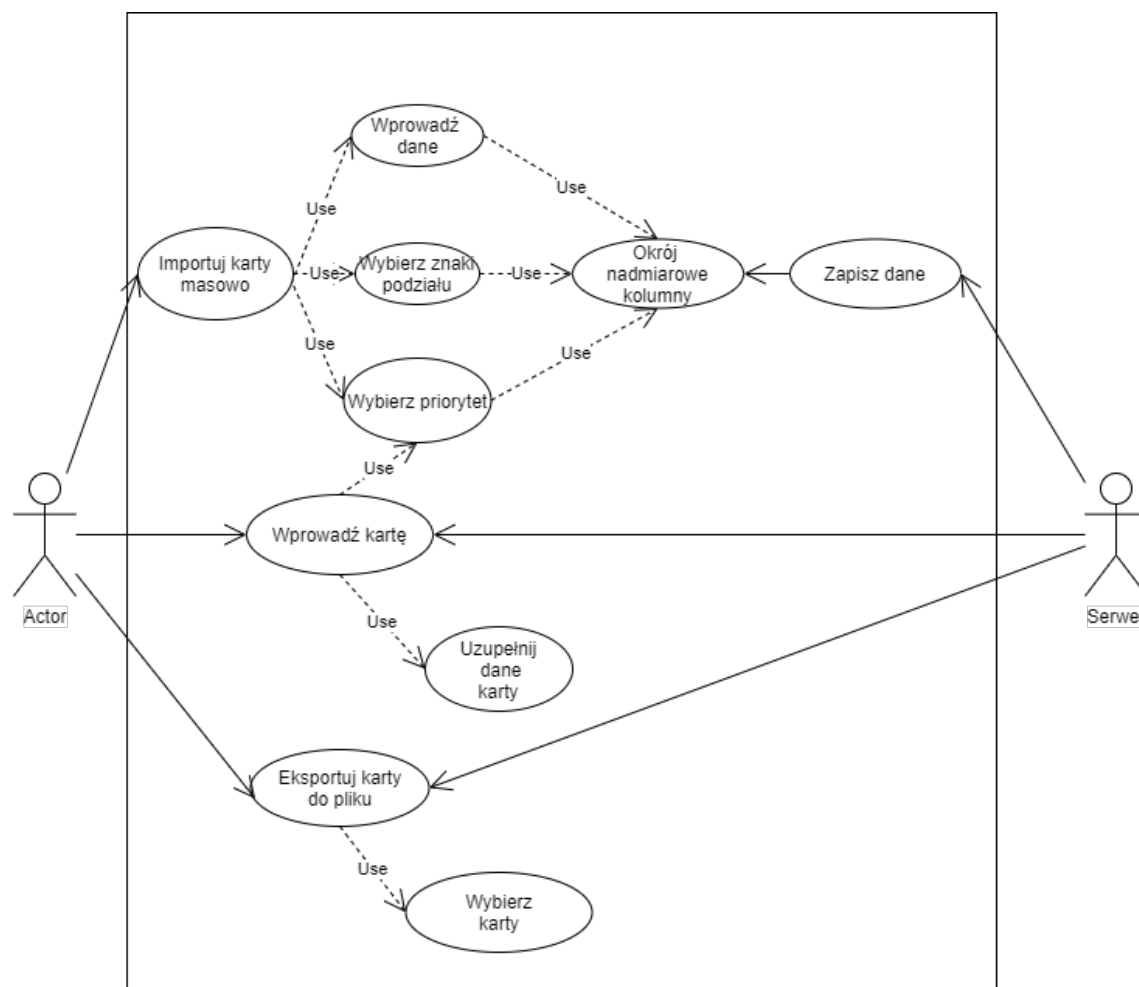 Wprowadź
dane
Use
Use
Importuj karty
masowo
Use
Wybierz znaki
podziału
Use
Okrój
nadmiarowe
kolumny
Zapisz dane
Use
Use
Wybierz priorytet
Use
Wprowadź kartę
Actor
Serwe
Use
Uzupełnij
dane
karty
Eksportuj karty
do pliku
Use
Wybierz
karty